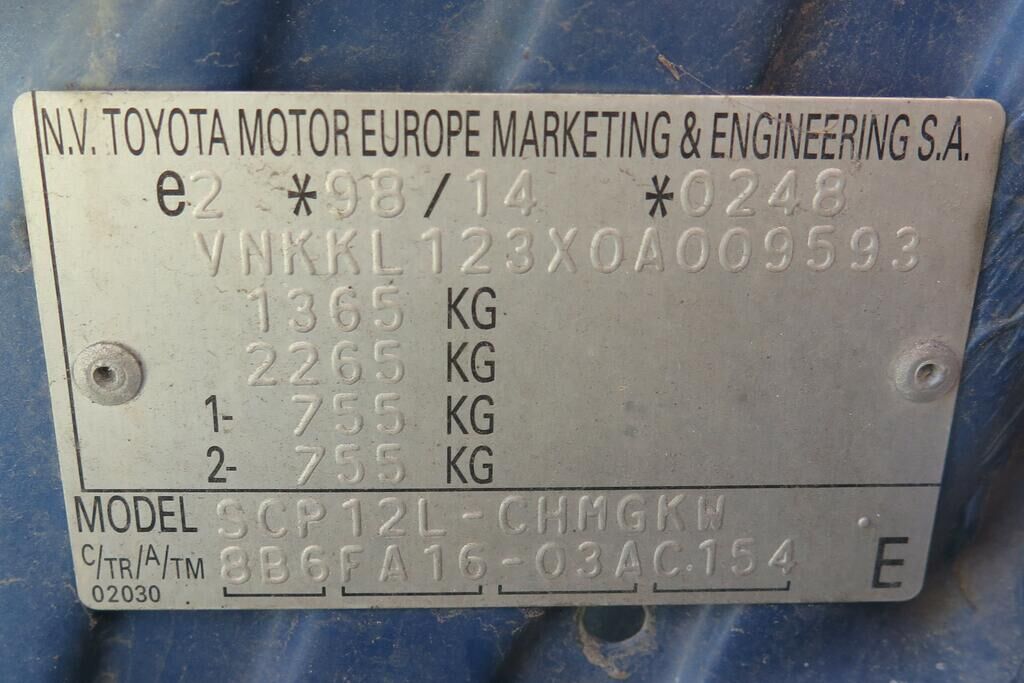 N.V. TOYOTA MOTOR EUROPE MARKETING & ENGINEERING S.A.
e2 *98/14 *0248
VNKKL123X0A009593
1365 KG
2265 KG
1- 755 KG
2- 755 KG
MODEL SCP12L-CHMGKW
C/TR/A/TM 8B6FA16-03AC.154
02030 E